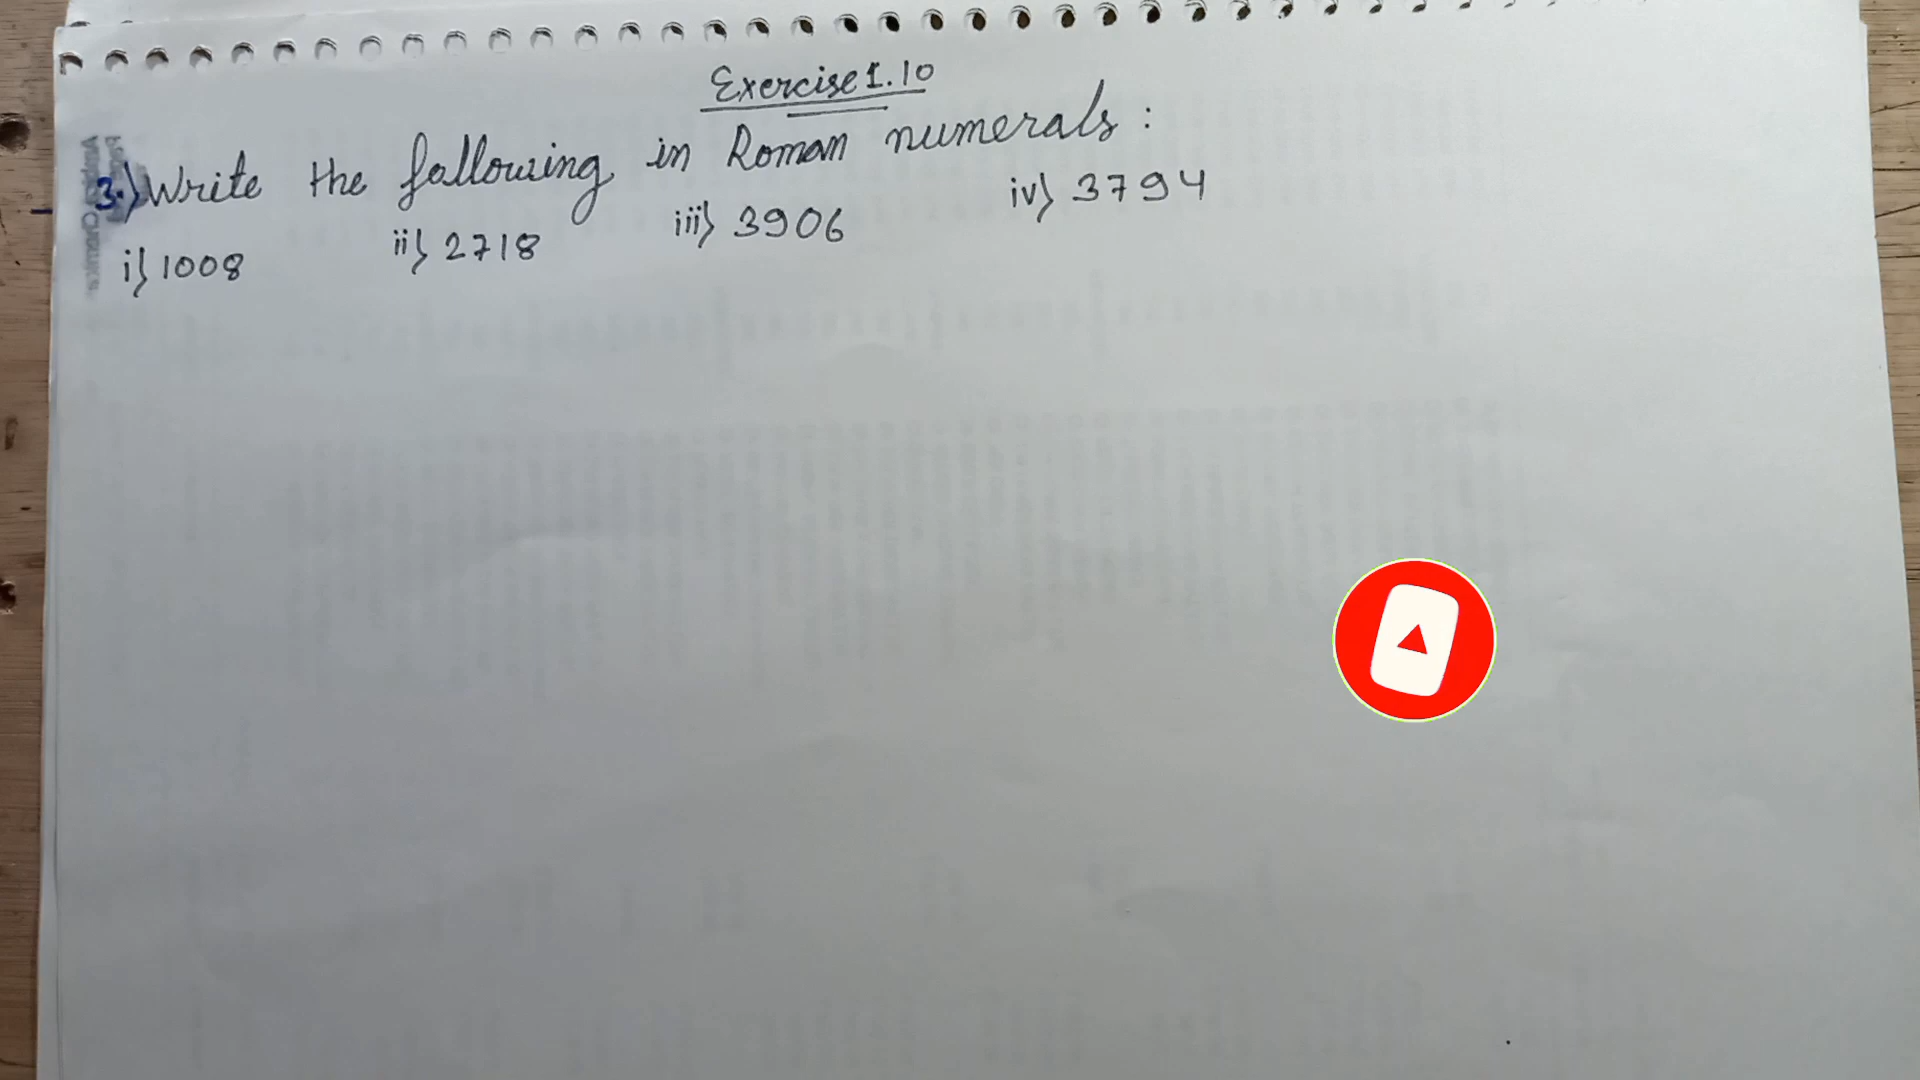 Exercise 1.10
3.) Write the following in Roman numerals:
i) 1008 ii) 2718 iii) 3906 iv) 3794